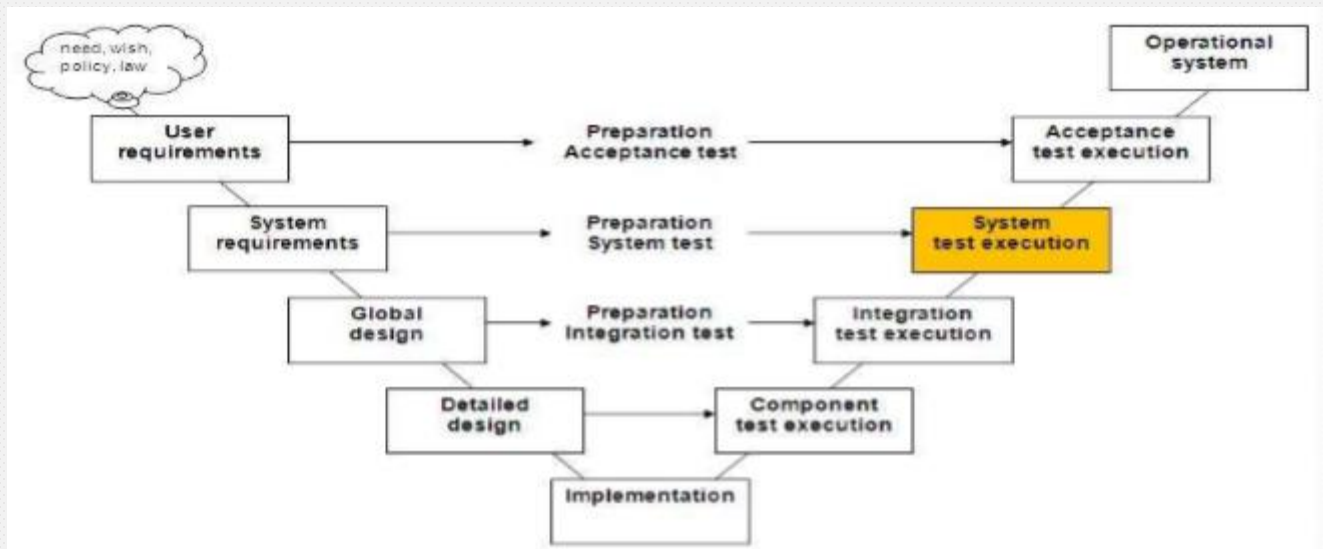 need, wish,
policy, law
Operational
system
User
requirements
Preparation
Acceptance test
Acceptance
test execution
System
requirements
Preparation
System test
System
test execution
Global
design
Preparation
Integration test
Integration
test execution
Detailed
design
Component
test execution
Implementation